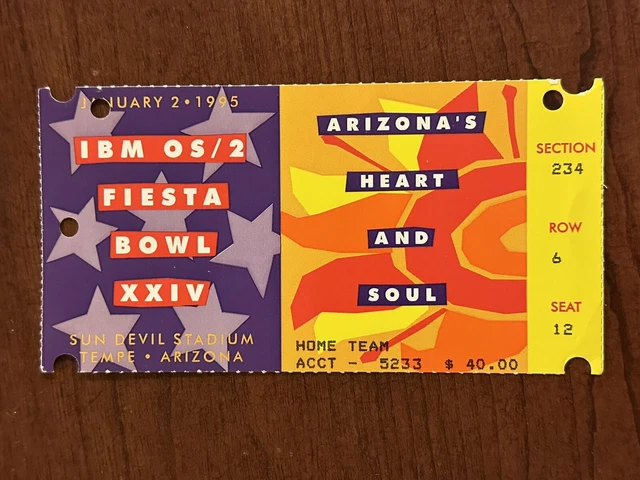 JANUARY 2 • 1995
IBM OS/2
FIESTA
BOWL
XXIV
SUN DEVIL STADIUM
TEMPE • ARIZONA
ARIZONA'S
HEART
AND
SOUL
HOME TEAM
ACCT - 5233 $ 40.00
SECTION
234
ROW
6
SEAT
12